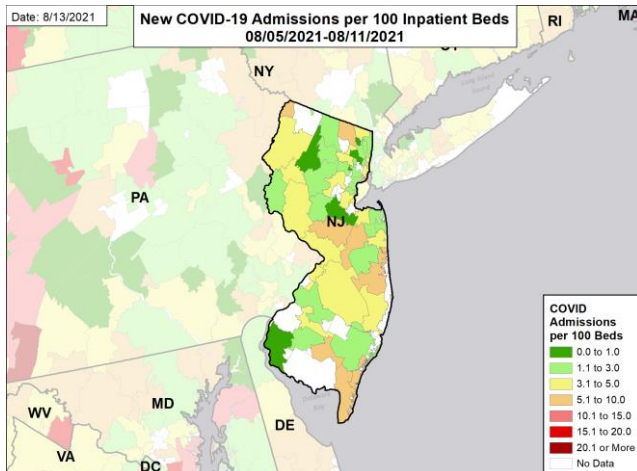 Date: 8/13/2021
New COVID-19 Admissions per 100 Inpatient Beds
08/05/2021-08/11/2021
RI
MA
NY
PA
NJ
MD
WV
VA
DC
DE
COVID
Admissions
per 100 Beds
0.0 to 1.0
1.1 to 3.0
3.1 to 5.0
5.1 to 10.0
10.1 to 15.0
15.1 to 20.0
20.1 or More
No Data